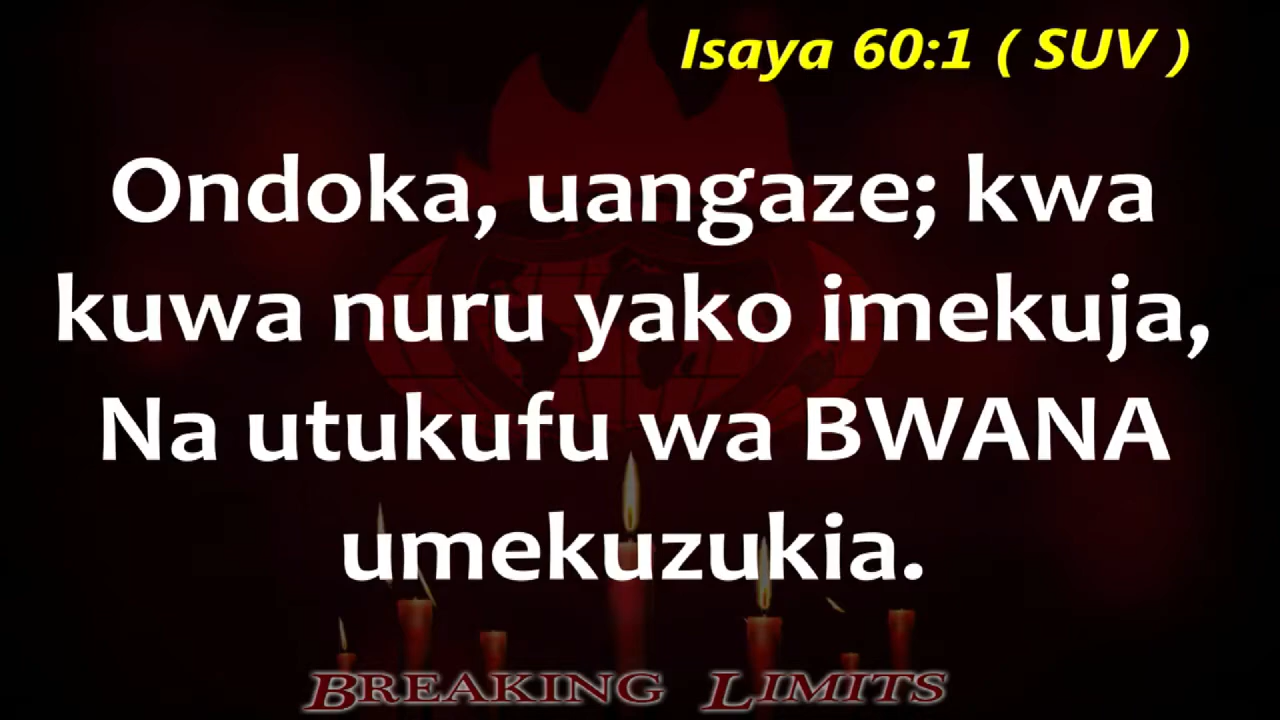 Isaya 60:1 ( SUV )
Ondoka, uangaze; kwa
kuwa nuru yako imekuja,
Na utukufu wa BWANA
umekuzukia.
BREAKING LIMITS